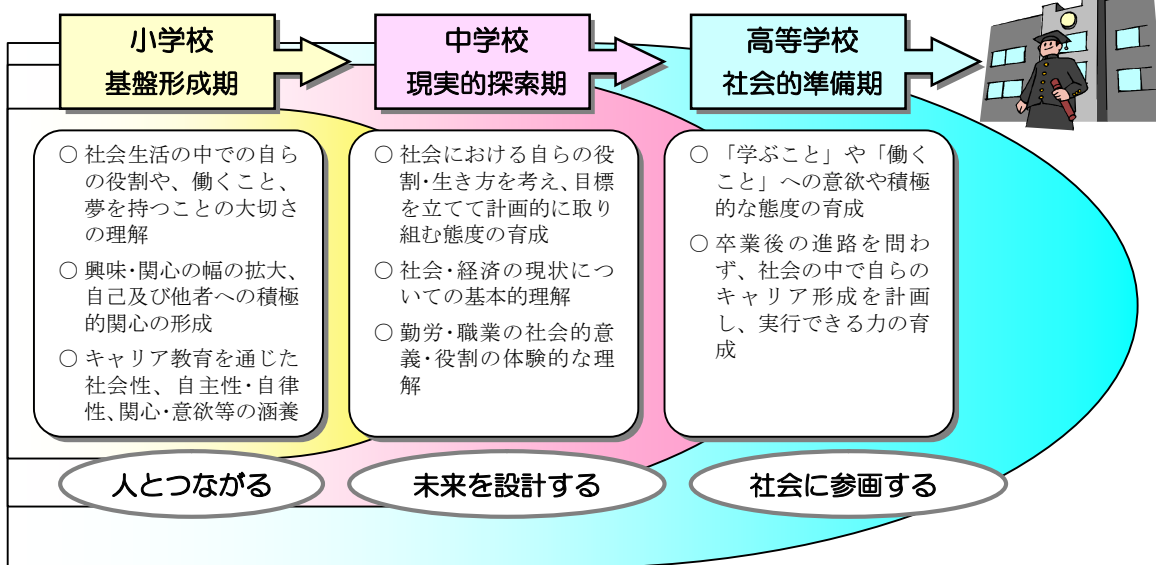 小学校
基盤形成期
中学校
現実的探索期
高等学校
社会的準備期
○ 社会生活の中での自ら
の役割や、働くこと、
夢を持つことの大切さ
の理解
○ 興味・関心の幅の拡大、
自己及び他者への積極
的関心の形成
○ キャリア教育を通じた
社会性、自主性・自律
性、関心・意欲等の涵養
○ 社会における自らの役
割・生き方を考え、目標
を立てて計画的に取り
組む態度の育成
○ 社会・経済の現状につ
いての基本的理解
○ 勤労・職業の社会的意
義・役割の体験的な理
解
○ 「学ぶこと」や「働く
こと」への意欲や積極
的な態度の育成
○ 卒業後の進路を問わ
ず、社会の中で自らの
キャリア形成を計画
し、実行できる力の育
成
人とつながる
未来を設計する
社会に参画する